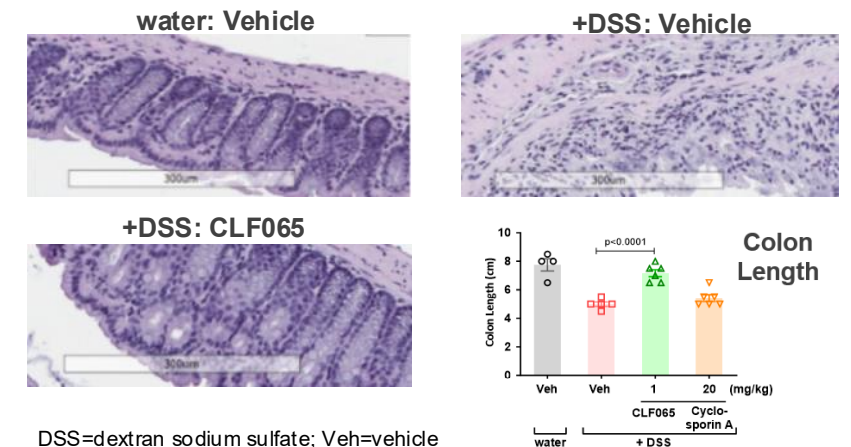 water: Vehicle
+DSS: Vehicle
300um
300um
+DSS: CLF065
300um
Colon
Length
Colon Length (cm)
10
8
6
4
2
0
p<0.0001
Veh Veh 1 20 (mg/kg)
CLF065 Cyclo-
sporin A
water + DSS
DSS=dextran sodium sulfate; Veh=vehicle